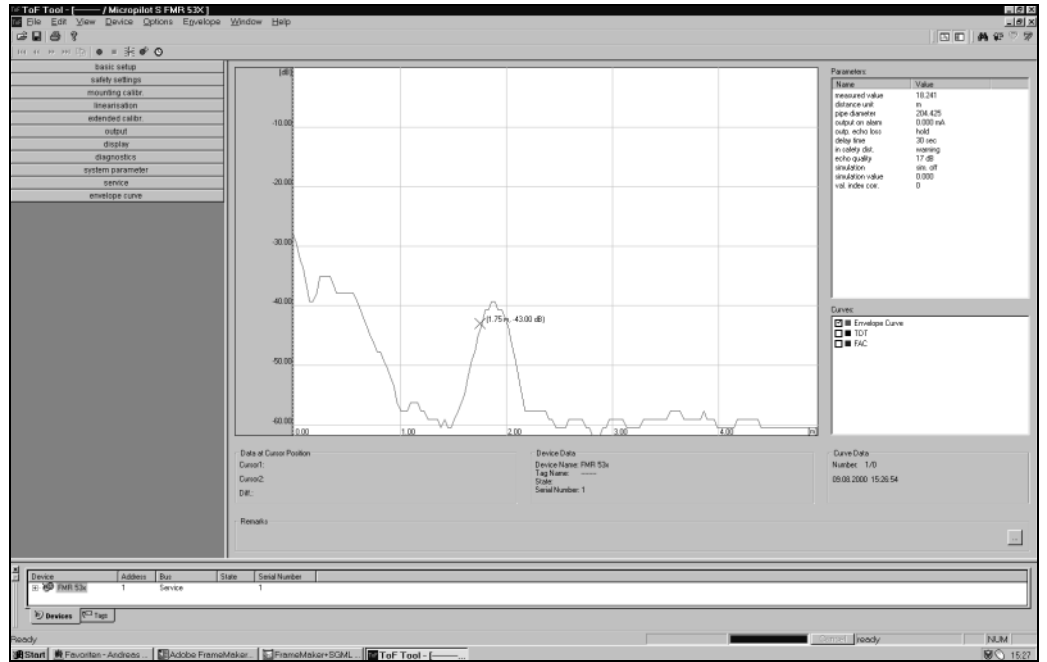 ToF Tool - [------ / Micropilot S FMR 53X ]
File Edit View Device Options Envelope Window Help
basic setup
safety settings
mounting calibr.
linearisation
extended calibr.
output
display
diagnostics
system parameter
service
envelope curve
[dB]
-10.00
-20.00
-30.00
-40.00
-50.00
-60.00
(1.75 m, -43.00 dB)
0.00 1.00 2.00 3.00 4.00 [m]
Parameters
Name Value
measured value 18.241
distance unit m
pipe diameter 204.425
output on alarm 0.000 mA
outp. echo loss hold
delay time 30 sec
in safety dist. warning
echo quality 17 dB
simulation sim. off
simulation value 0.000
val. index corr. 0
Curves:
Envelope Curve
TDT
FAC
Data at Cursor Position
Cursor1:
Cursor2:
Diff.:
Device Data
Device Name: FMR 53x
Tag Name: ------
State:
Serial Number: 1
Curve Data
Number: 1/0
09.08.2000 15:26:54
Remarks
...
Device Address Bus State Serial Number
FMR 53x 1 Service 1
Devices Tags
Ready Cancel ready NUM
Start Favoriten - Andreas ... Adobe FrameMaker... FrameMaker+SGML ... ToF Tool - [------... 15:27